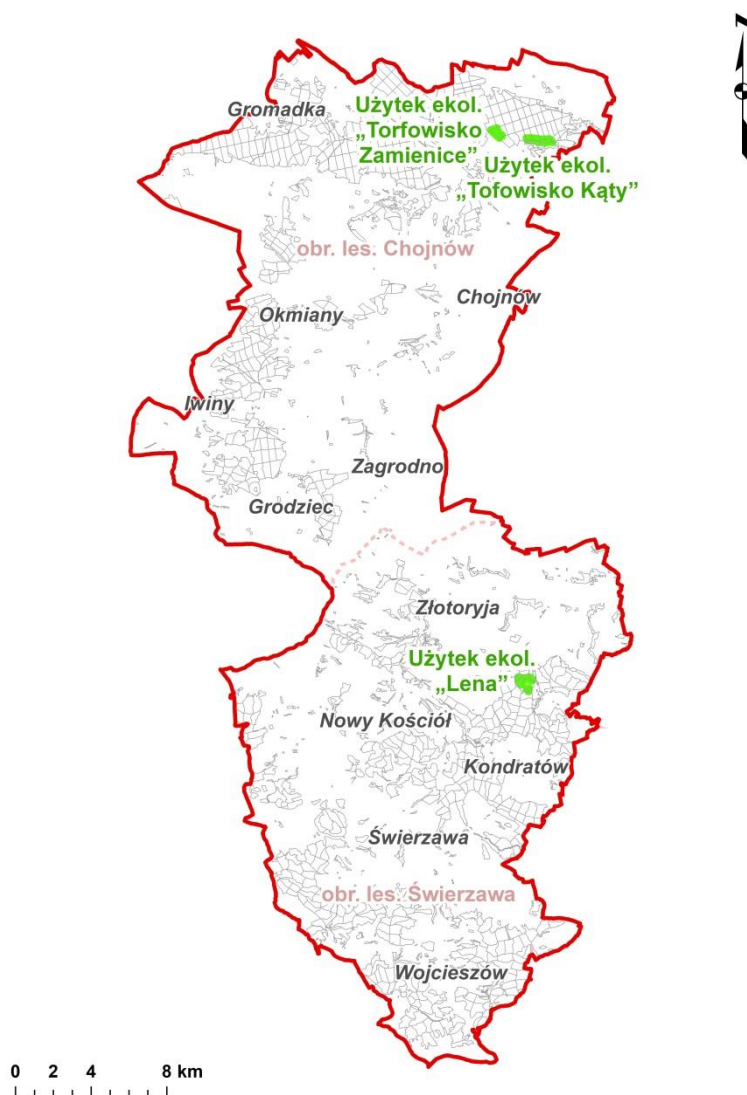 Gromadka
Użytek ekol.
„Torfowisko
Zamienice”
Użytek ekol.
„Tofowisko Kąty”
obr. les. Chojnów
Chojnów
Okmiany
Iwiny
Zagrodno
Grodziec
Złotoryja
Użytek ekol.
„Lena”
Nowy Kościół
Kondratów
Świerzawa
obr. les. Świerzawa
Wojcieszów
0 2 4 8 km